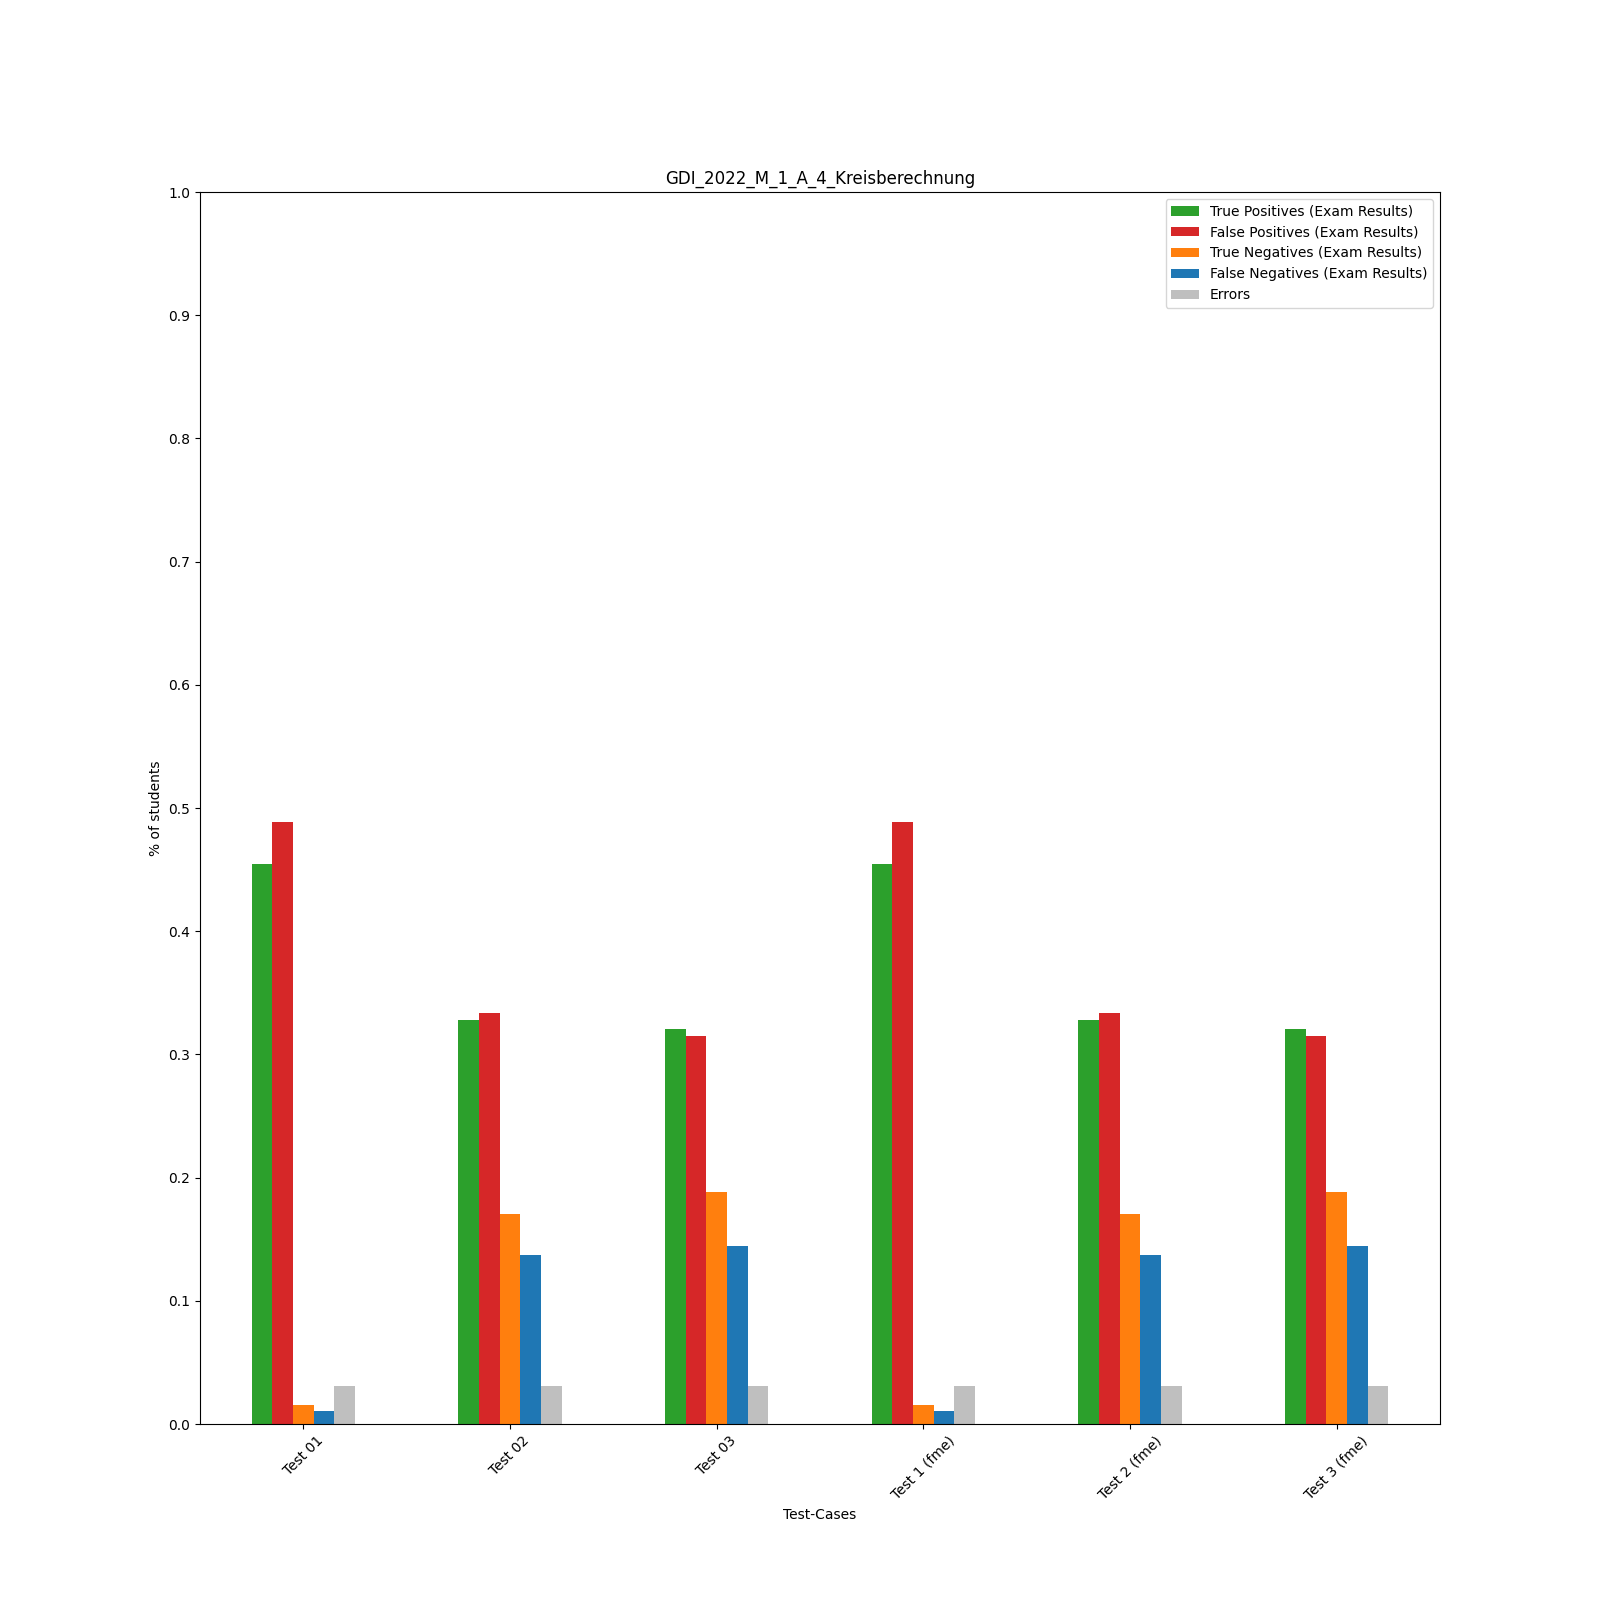 GDI_2022_M_1_A_4_Kreisberechnung
True Positives (Exam Results)
False Positives (Exam Results)
True Negatives (Exam Results)
False Negatives (Exam Results)
Errors
% of students
1.0
0.9
0.8
0.7
0.6
0.5
0.4
0.3
0.2
0.1
0.0
Test 01
Test 02
Test 03
Test 1 (fme)
Test 2 (fme)
Test 3 (fme)
Test-Cases